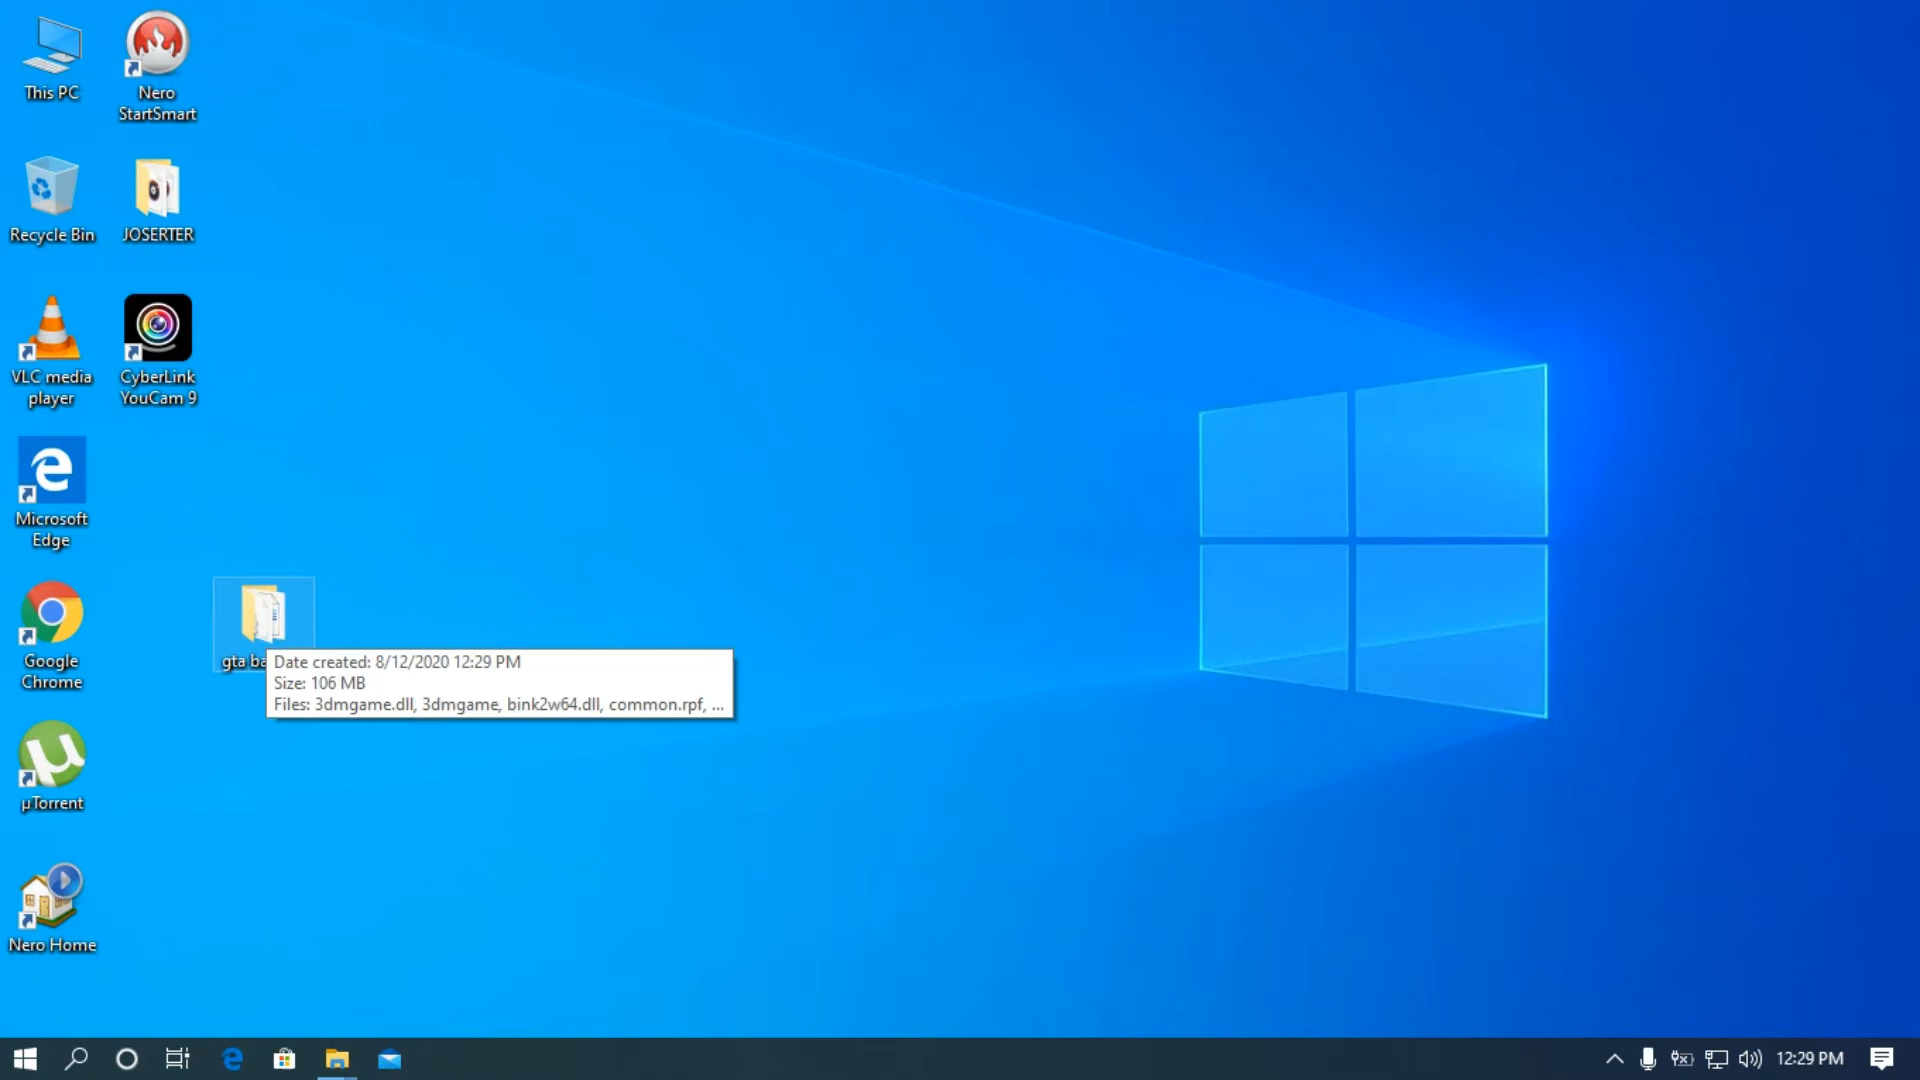 This PC
Nero
StartSmart
Recycle Bin
JOSERTER
VLC media
player
CyberLink
YouCam 9
Microsoft
Edge
Google
Chrome
gta ba
Date created: 8/12/2020 12:29 PM
Size: 106 MB
Files: 3dmgame.dll, 3dmgame, bink2w64.dll, common.rpf, ...
µTorrent
Nero Home
12:29 PM